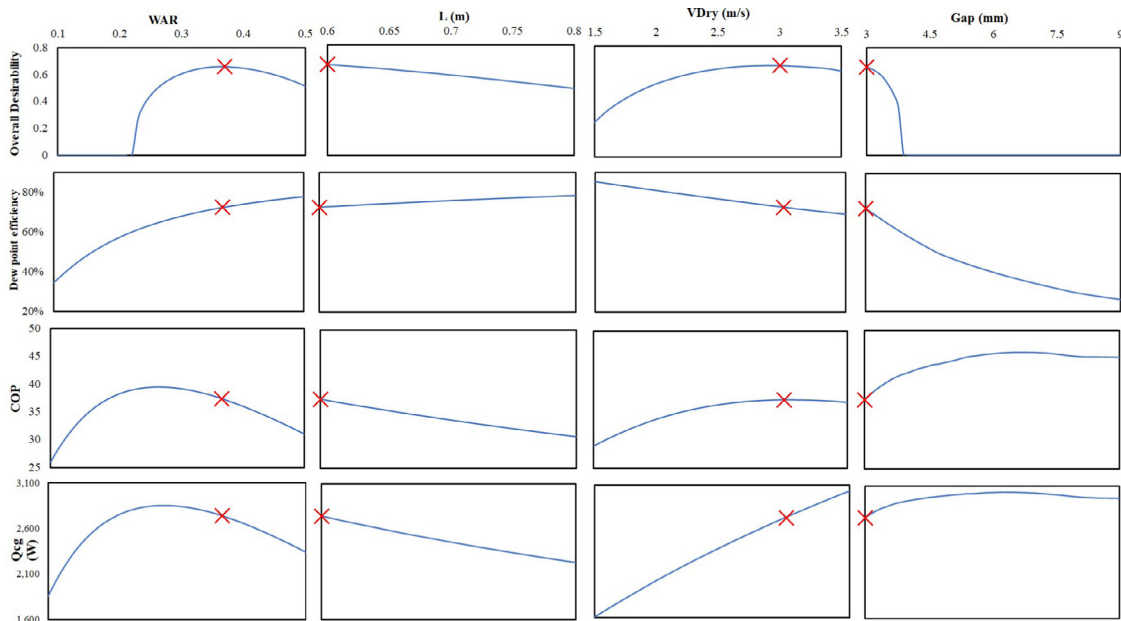 WAR L (m) VDry (m/s) Gap (mm)
0.1 0.2 0.3 0.4 0.5 0.6 0.65 0.7 0.75 0.8 1.5 2 2.5 3 3.5 3 4.5 6 7.5 9
Overall Desirability
0.8
0.6
0.4
0.2
0
Dew point efficiency
80%
60%
40%
20%
COP
50
45
40
35
30
25
Qcg
(W)
3,100
2,600
2,100
1,600